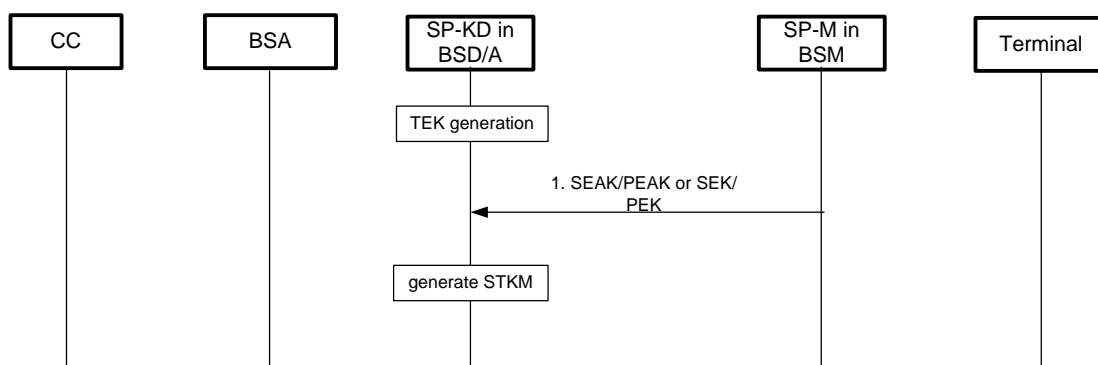 CC
BSA
SP-KD in
BSD/A
SP-M in
BSM
Terminal
TEK generation
1. SEAK/PEAK or SEK/
PEK
generate STKM